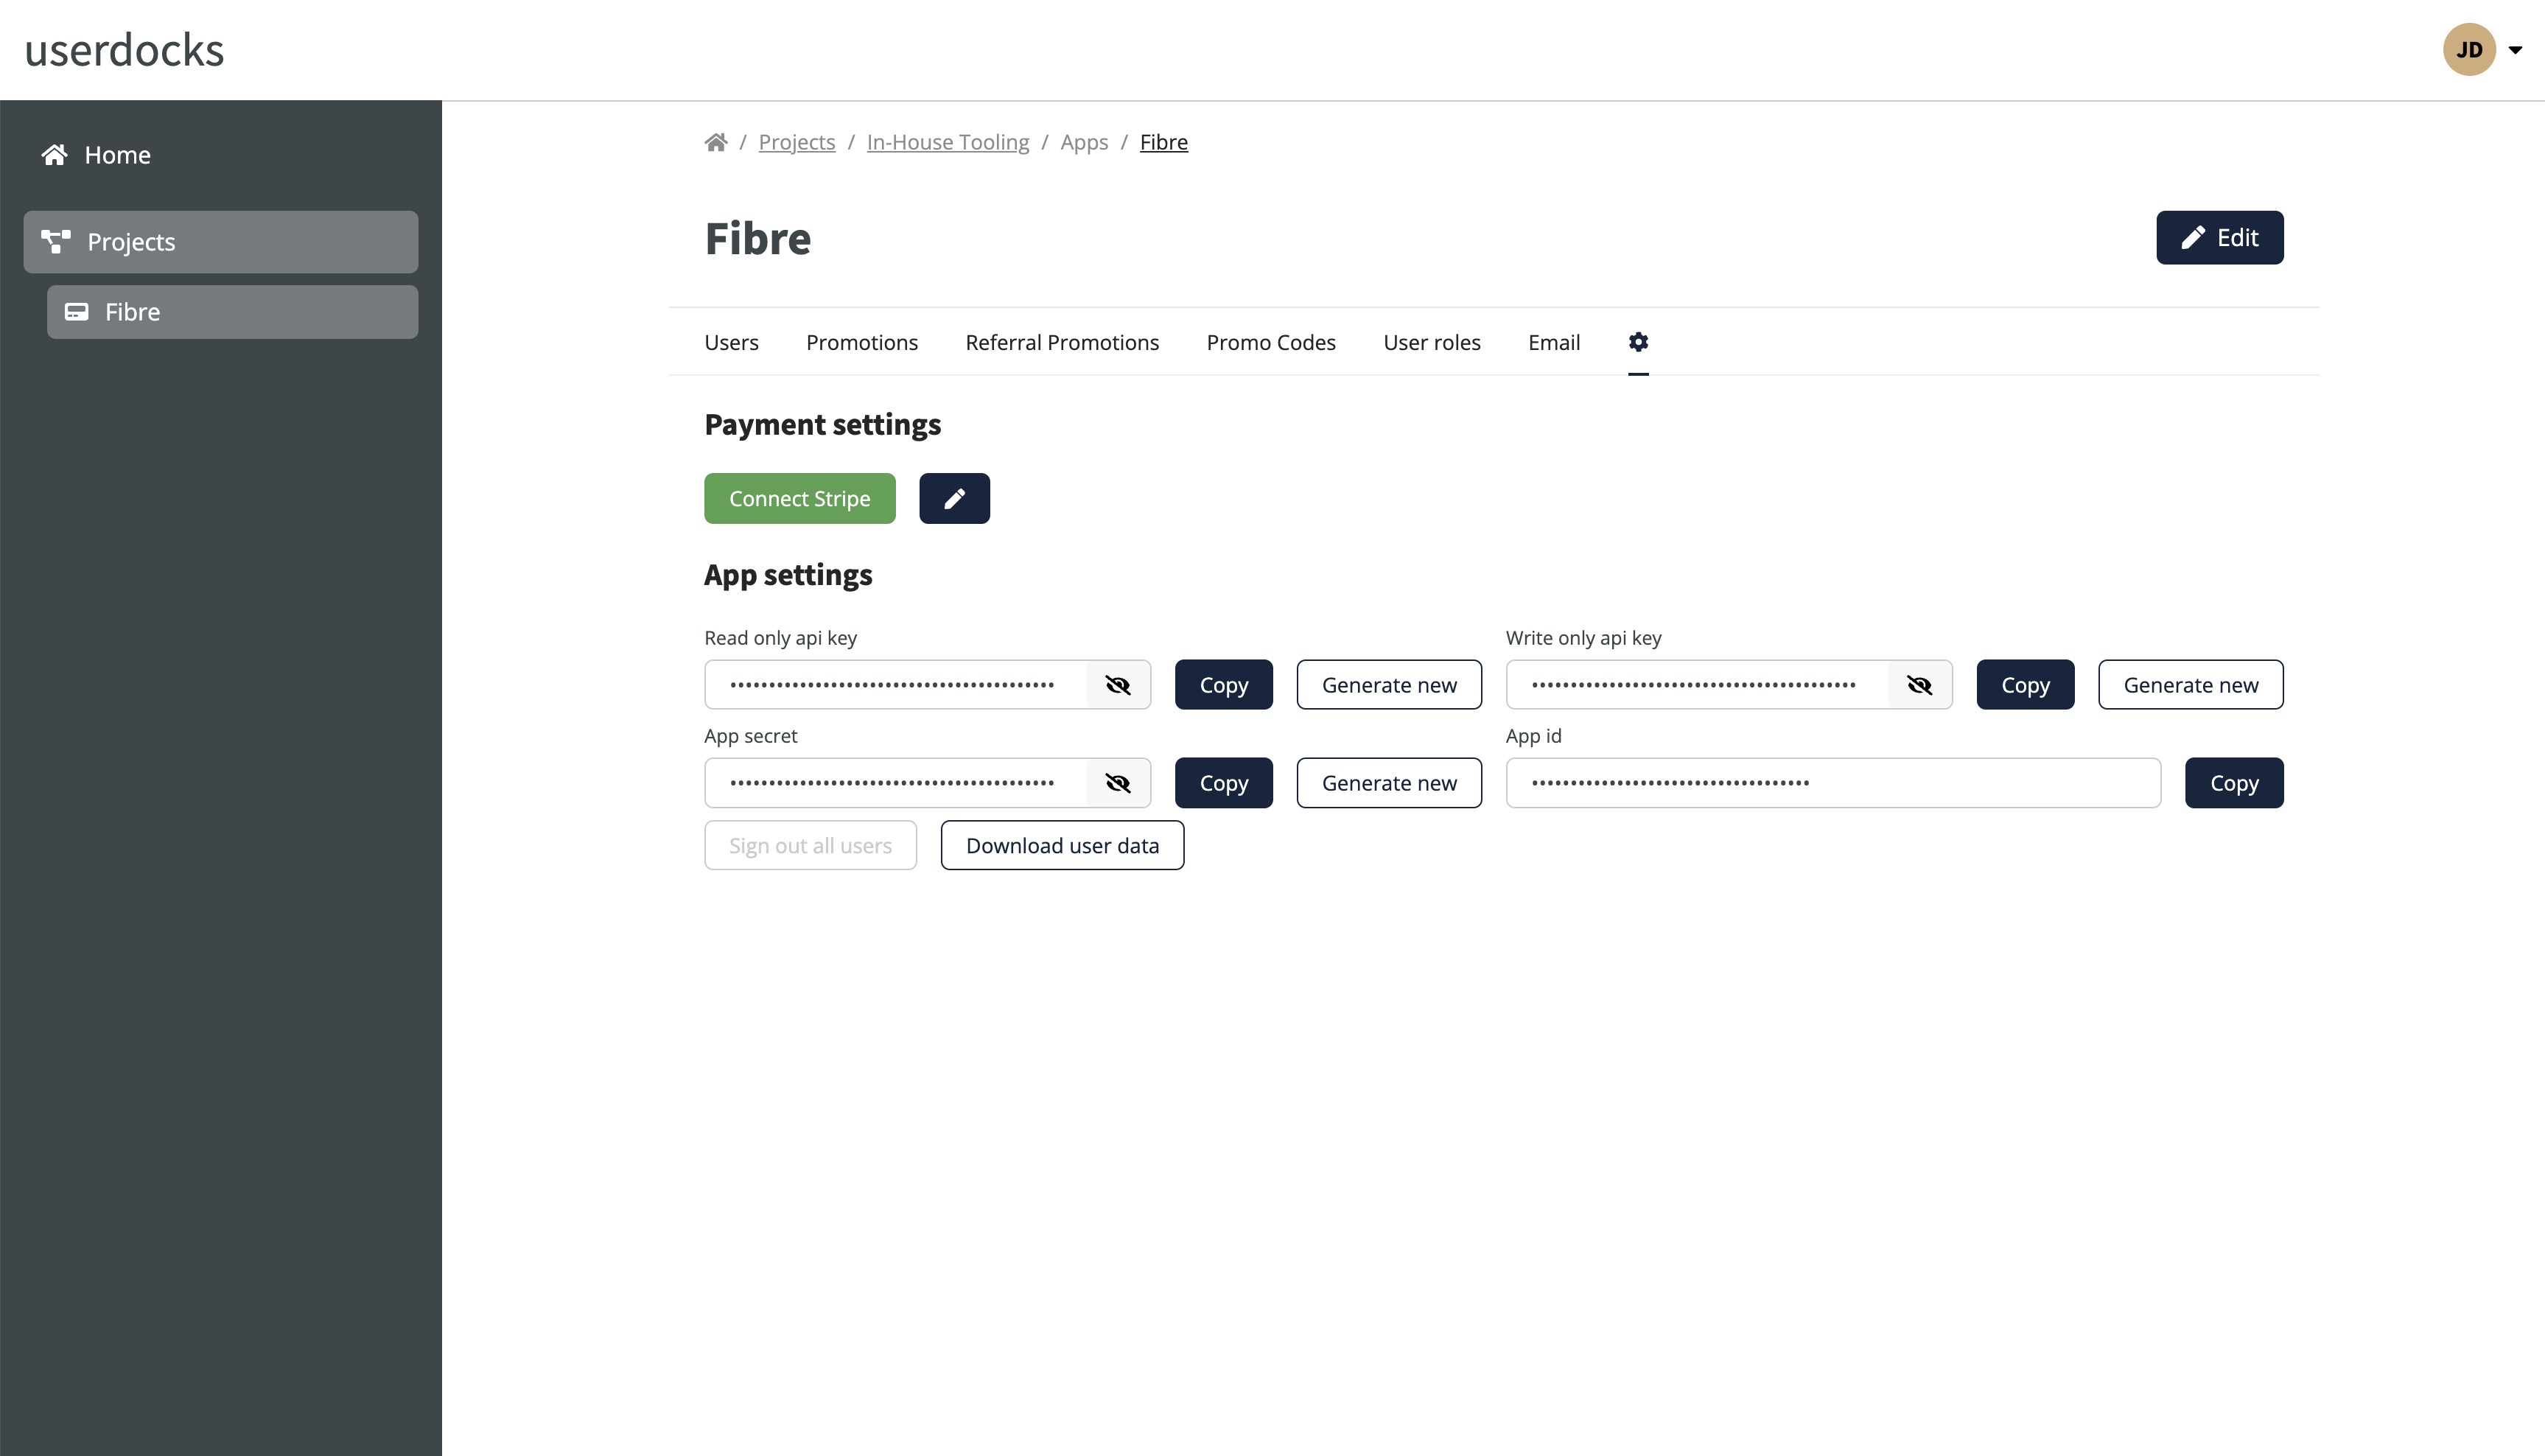 userdocks
JD
Home
Projects
Fibre
/ Projects / In-House Tooling / Apps / Fibre
Fibre
Edit
Users Promotions Referral Promotions Promo Codes User roles Email
Payment settings
Connect Stripe
App settings
Read only api key
Copy Generate new
Write only api key
Copy Generate new
App secret
Copy Generate new
App id
Copy
Sign out all users Download user data